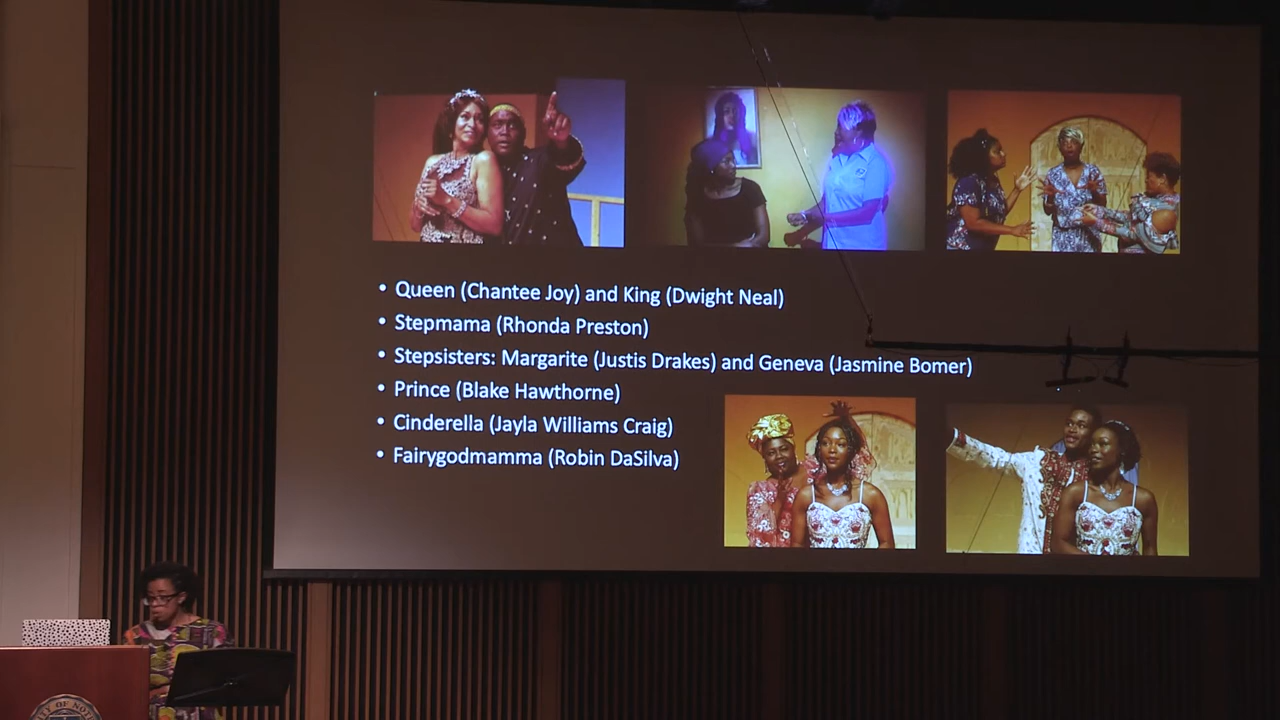 • Queen (Chantee Joy) and King (Dwight Neal)
• Stepmama (Rhonda Preston)
• Stepsisters: Margarite (Justis Drakes) and Geneva (Jasmine Bomer)
• Prince (Blake Hawthorne)
• Cinderella (Jayla Williams Craig)
• Fairygodmamma (Robin DaSilva)
OF